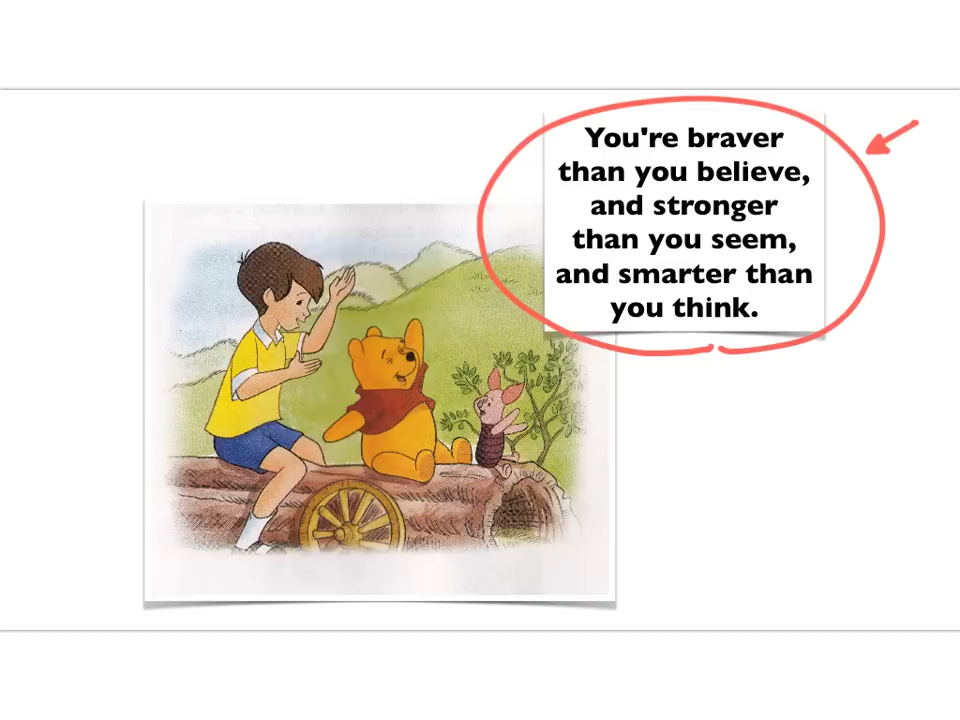 You're braver
than you believe,
and stronger
than you seem,
and smarter than
you think.